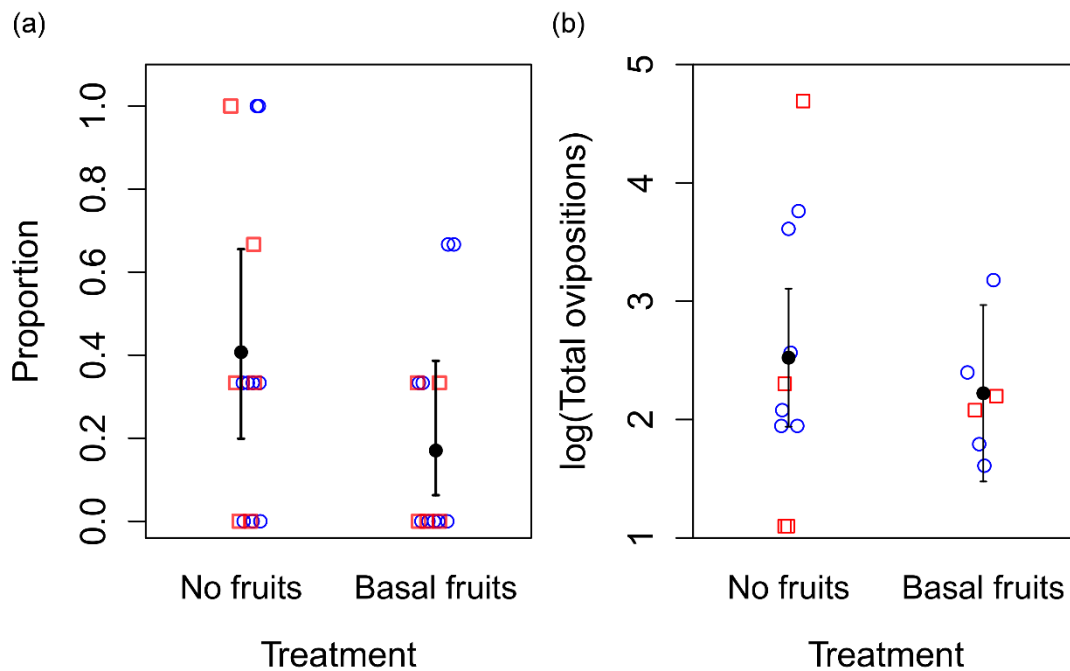 (a)
Proportion
1.0
0.8
0.6
0.4
0.2
0.0
No fruits
Basal fruits
Treatment
(b)
log(Total ovipositions)
5
4
3
2
1
No fruits
Basal fruits
Treatment